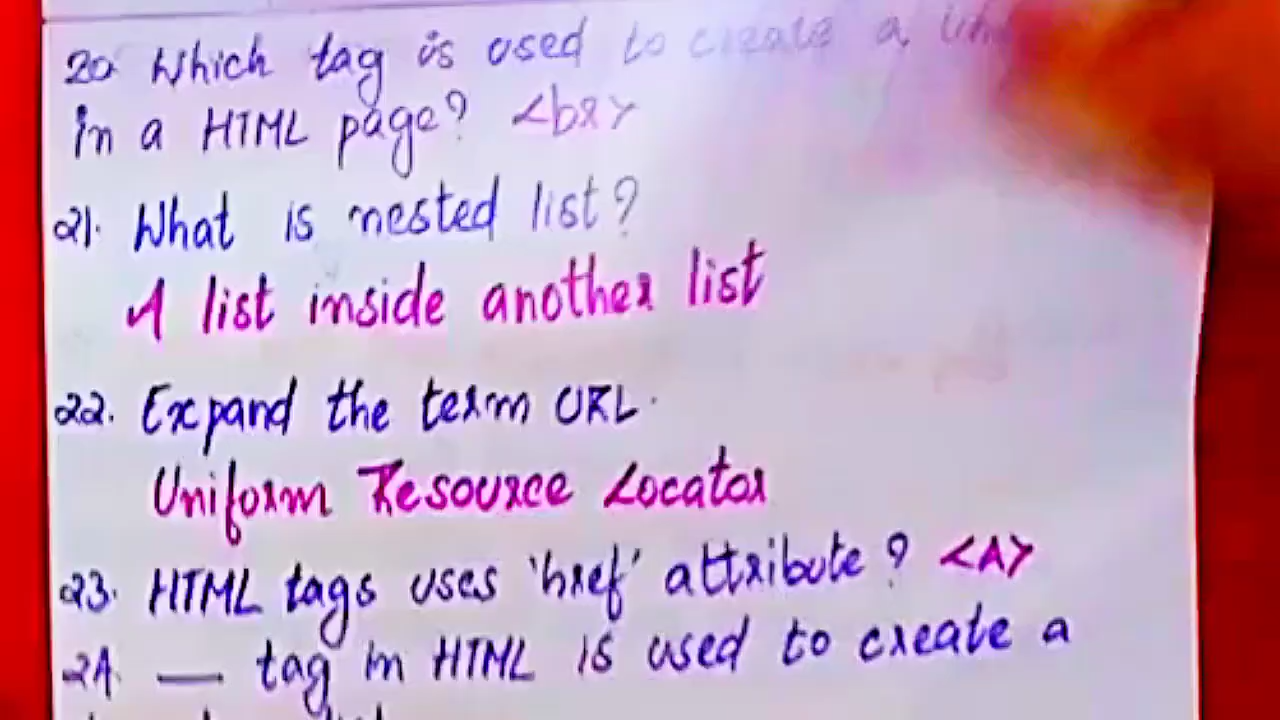 20. Which tag is used to create a
in a HTML page? <br>
21. What is nested list?
A list inside another list
22. Expand the term URL.
Uniform Resource Locator
23. HTML tags uses 'href' attribute? <A>
24. — tag in HTML is used to create a